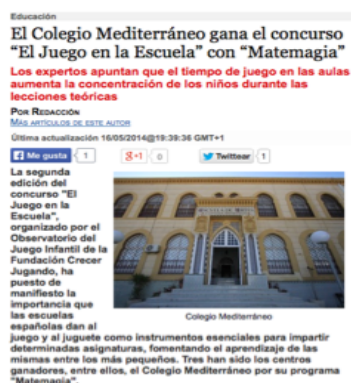 Educación
El Colegio Mediterráneo gana el concurso
“El Juego en la Escuela” con “Matemagia”
Los expertos apuntan que el tiempo de juego en las aulas
aumenta la concentración de los niños durante las
lecciones teóricas
POR REDACCIÓN
MÁS ARTÍCULOS DE ESTE AUTOR
Última actualización 16/05/2014@19:39:36 GMT+1
Me gusta 1 g+1 0 Twittear 1
La segunda
edición del
concurso "El
Juego en la
Escuela",
organizado por el
Observatorio del
Juego Infantil de la
Fundación Crecer
Jugando, ha
puesto de
manifiesto la
importancia que
las escuelas
españolas dan al
Colegio Mediterráneo
juego y al juguete como instrumentos esenciales para impartir
determinadas asignaturas, fomentando el aprendizaje de las
mismas entre los más pequeños. Tres han sido los centros
ganadores, entre ellos, el Colegio Mediterráneo por su programa
"Matemagia".